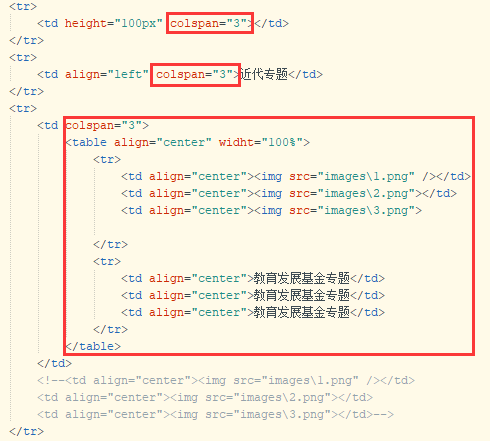 <tr>
<td height="100px" colspan="3"></td>
</tr>
<tr>
<td align="left" colspan="3">近代专题</td>
</tr>
<tr>
<td colspan="3">
<table align="center" widht="100%">
<tr>
<td align="center"><img src="images\1.png" /></td>
<td align="center"><img src="images\2.png"></td>
<td align="center"><img src="images\3.png">
</tr>
<tr>
<td align="center">教育发展基金专题</td>
<td align="center">教育发展基金专题</td>
<td align="center">教育发展基金专题</td>
</tr>
</table>
</td>
<!--<td align="center"><img src="images\1.png" /></td>
<td align="center"><img src="images\2.png"></td>
<td align="center"><img src="images\3.png"></td>-->
</tr>